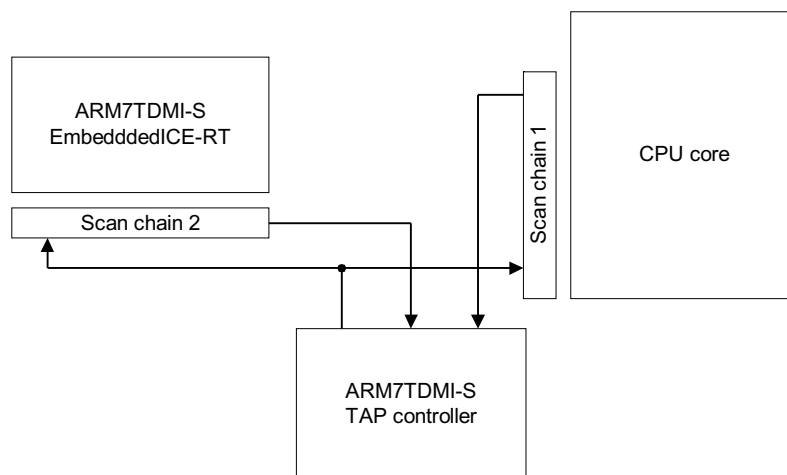 ARM7TDMI-S
EmbedddedICE-RT
Scan chain 2
Scan chain 1
CPU core
ARM7TDMI-S
TAP controller